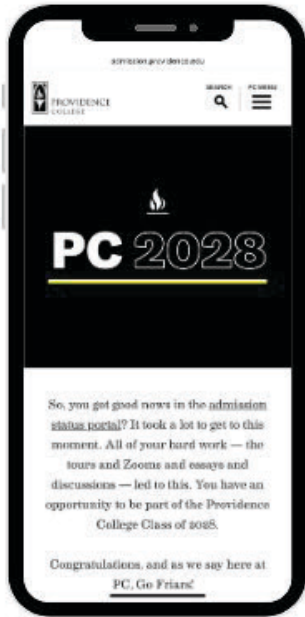 admission.providence.edu
SEARCH
PC MENU
PROVIDENCE
COLLEGE
PC 2028
So, you got good news in the admission
status portal? It took a lot to get to this
moment. All of your hard work — the
tours and Zooms and essays and
discussions — led to this. You have an
opportunity to be part of the Providence
College Class of 2028.
Congratulations, and as we say here at
PC, Go Friars!